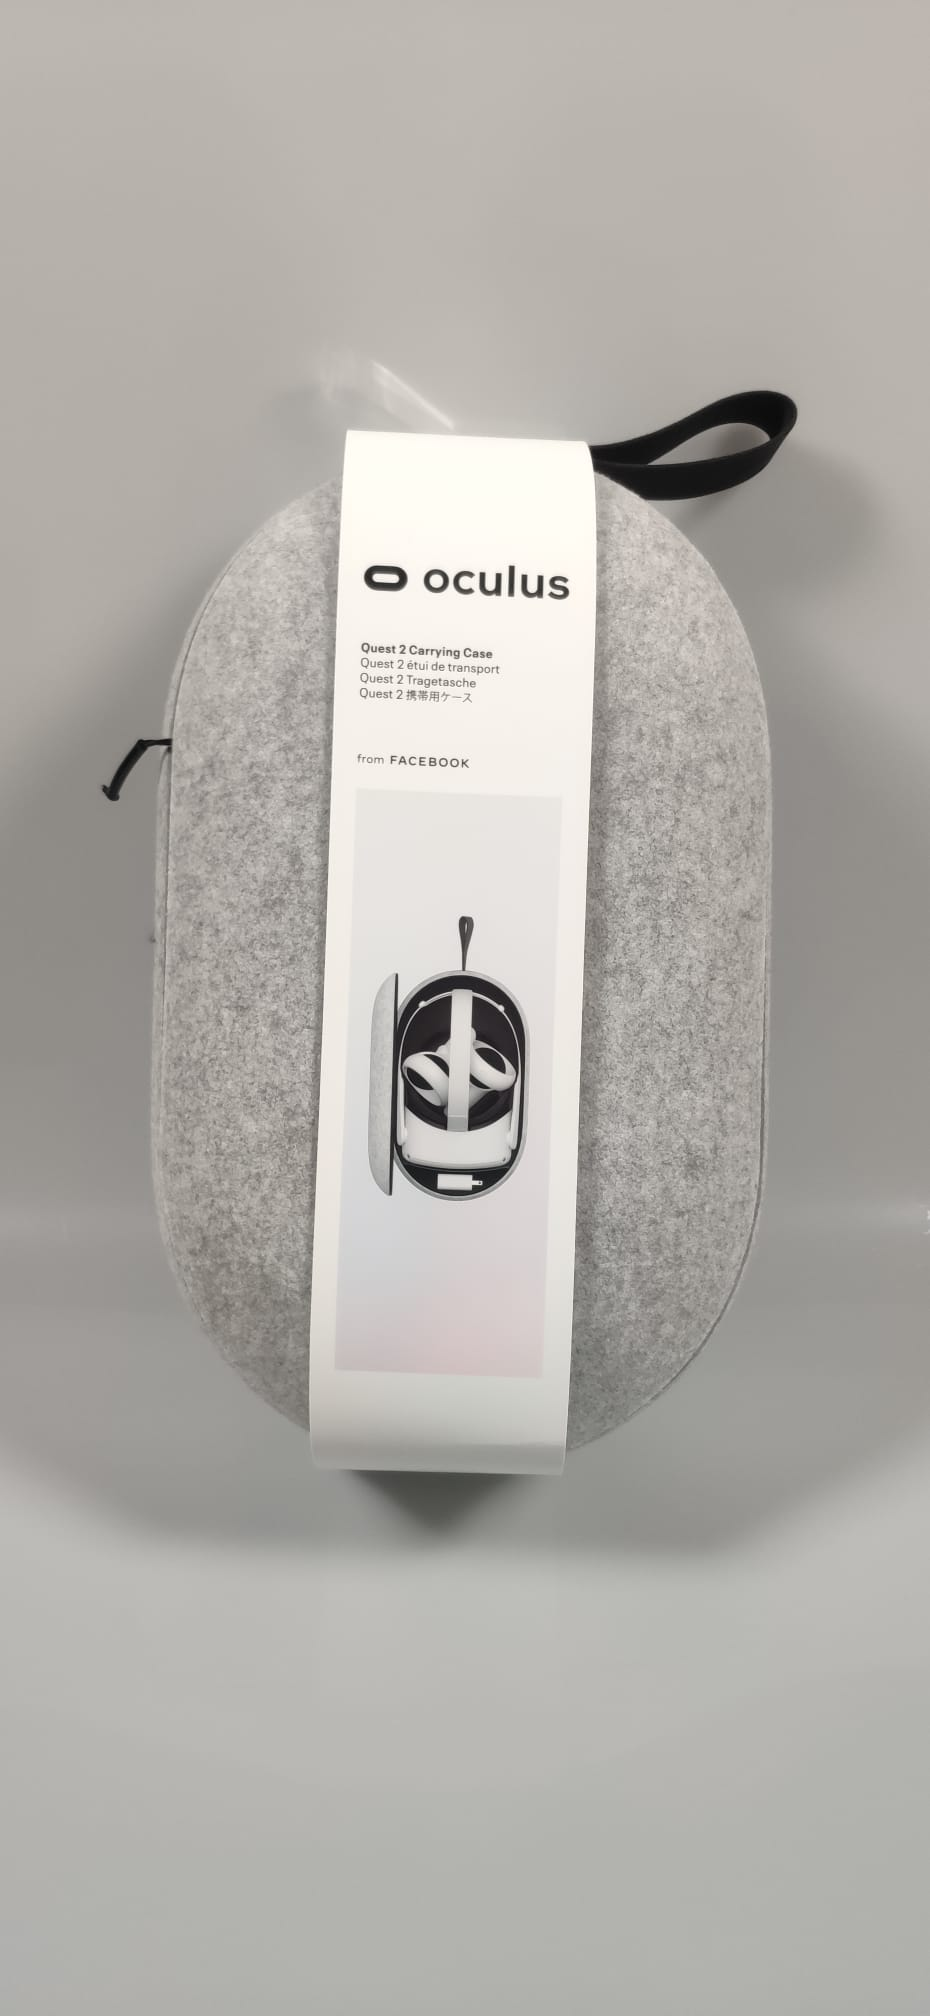 oculus
Quest 2 Carrying Case
Quest 2 étui de transport
Quest 2 Tragetasche
Quest 2 携帯用ケース
from FACEBOOK